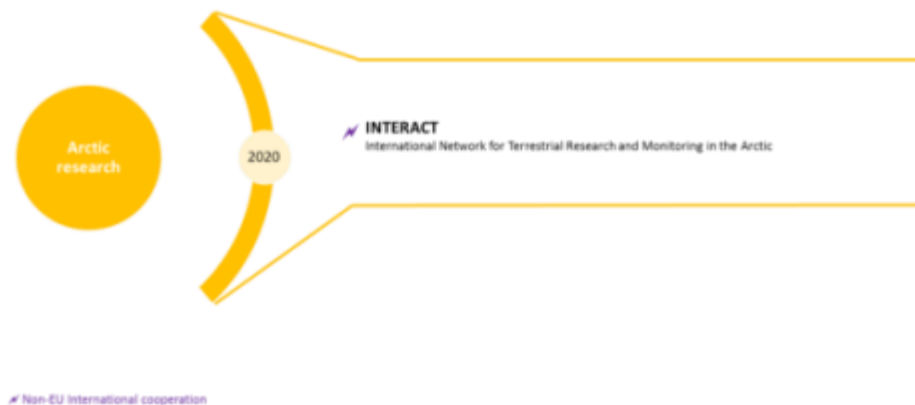 Arctic
research
2020
INTERACT
International Network for Terrestrial Research and Monitoring in the Arctic
Non-EU International cooperation